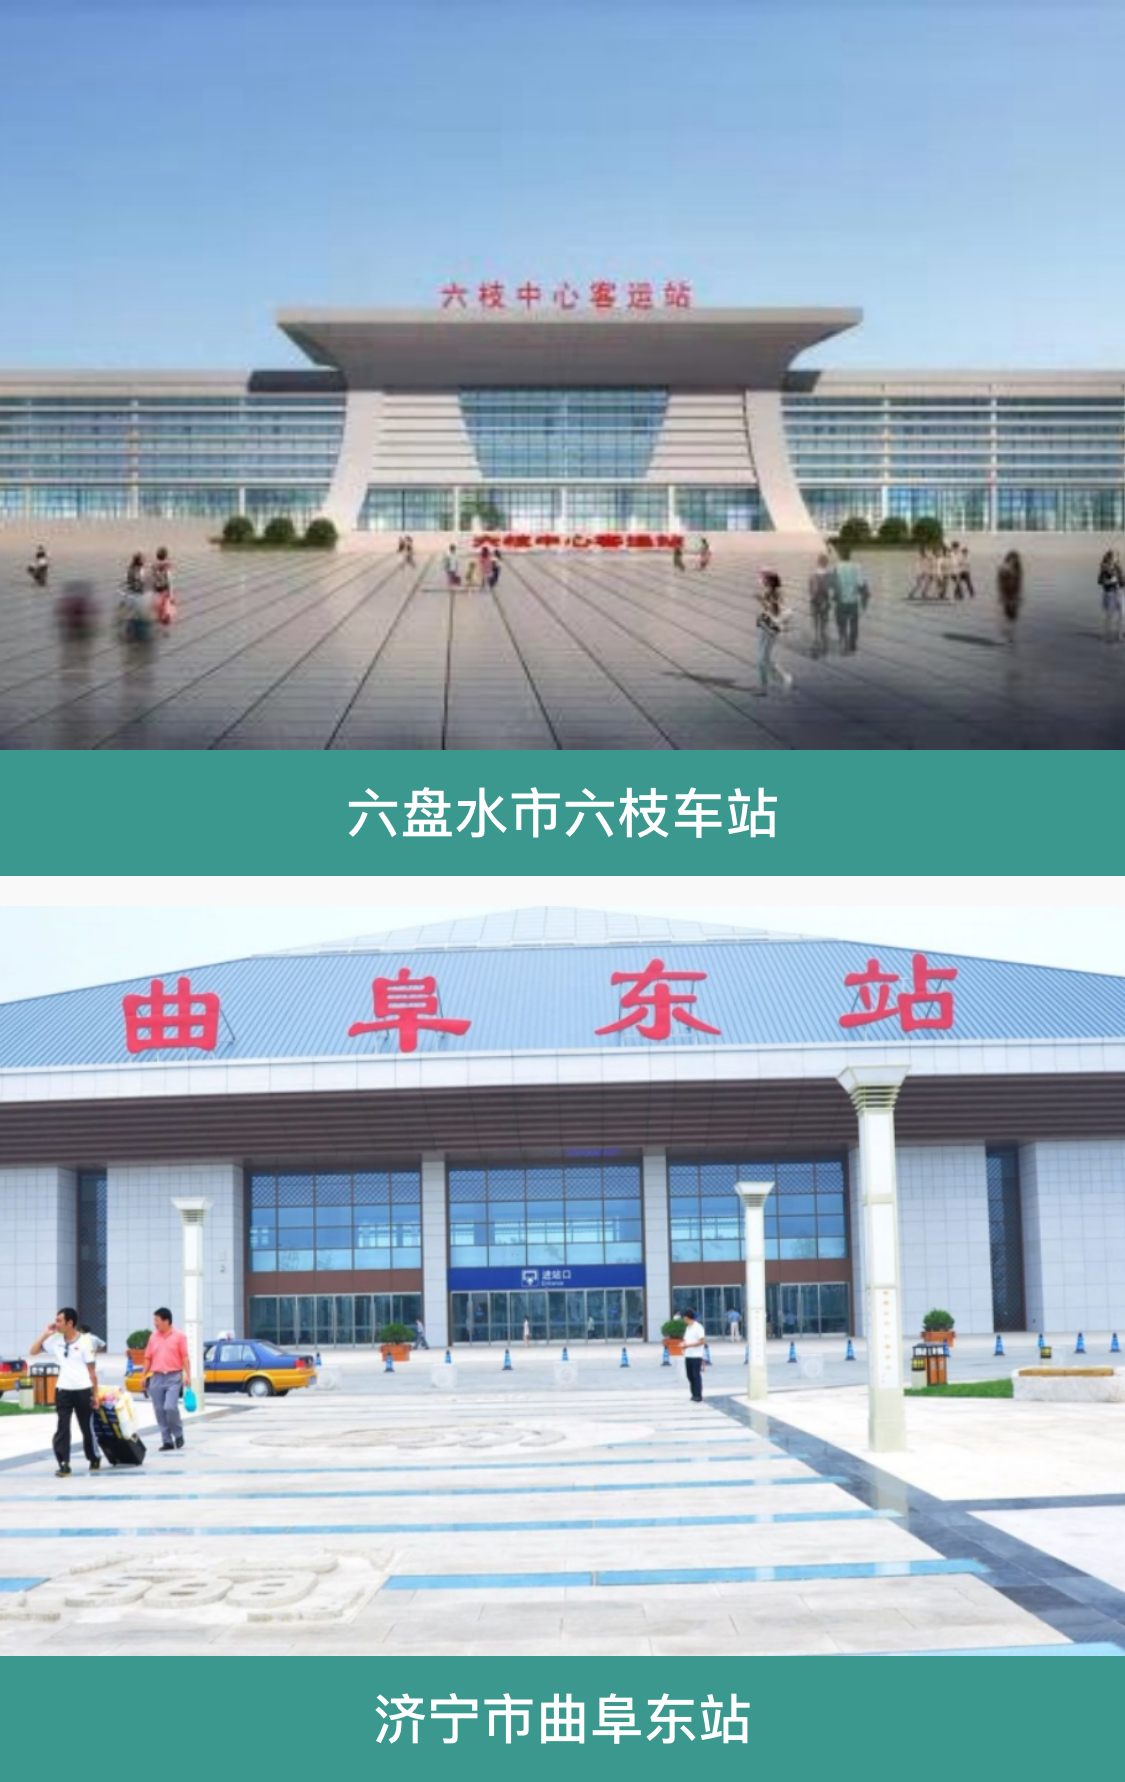 六枝中心客运站
六枝中心客运站
六盘水市六枝车站
曲阜东站
进站口
Entrance
济宁市曲阜东站